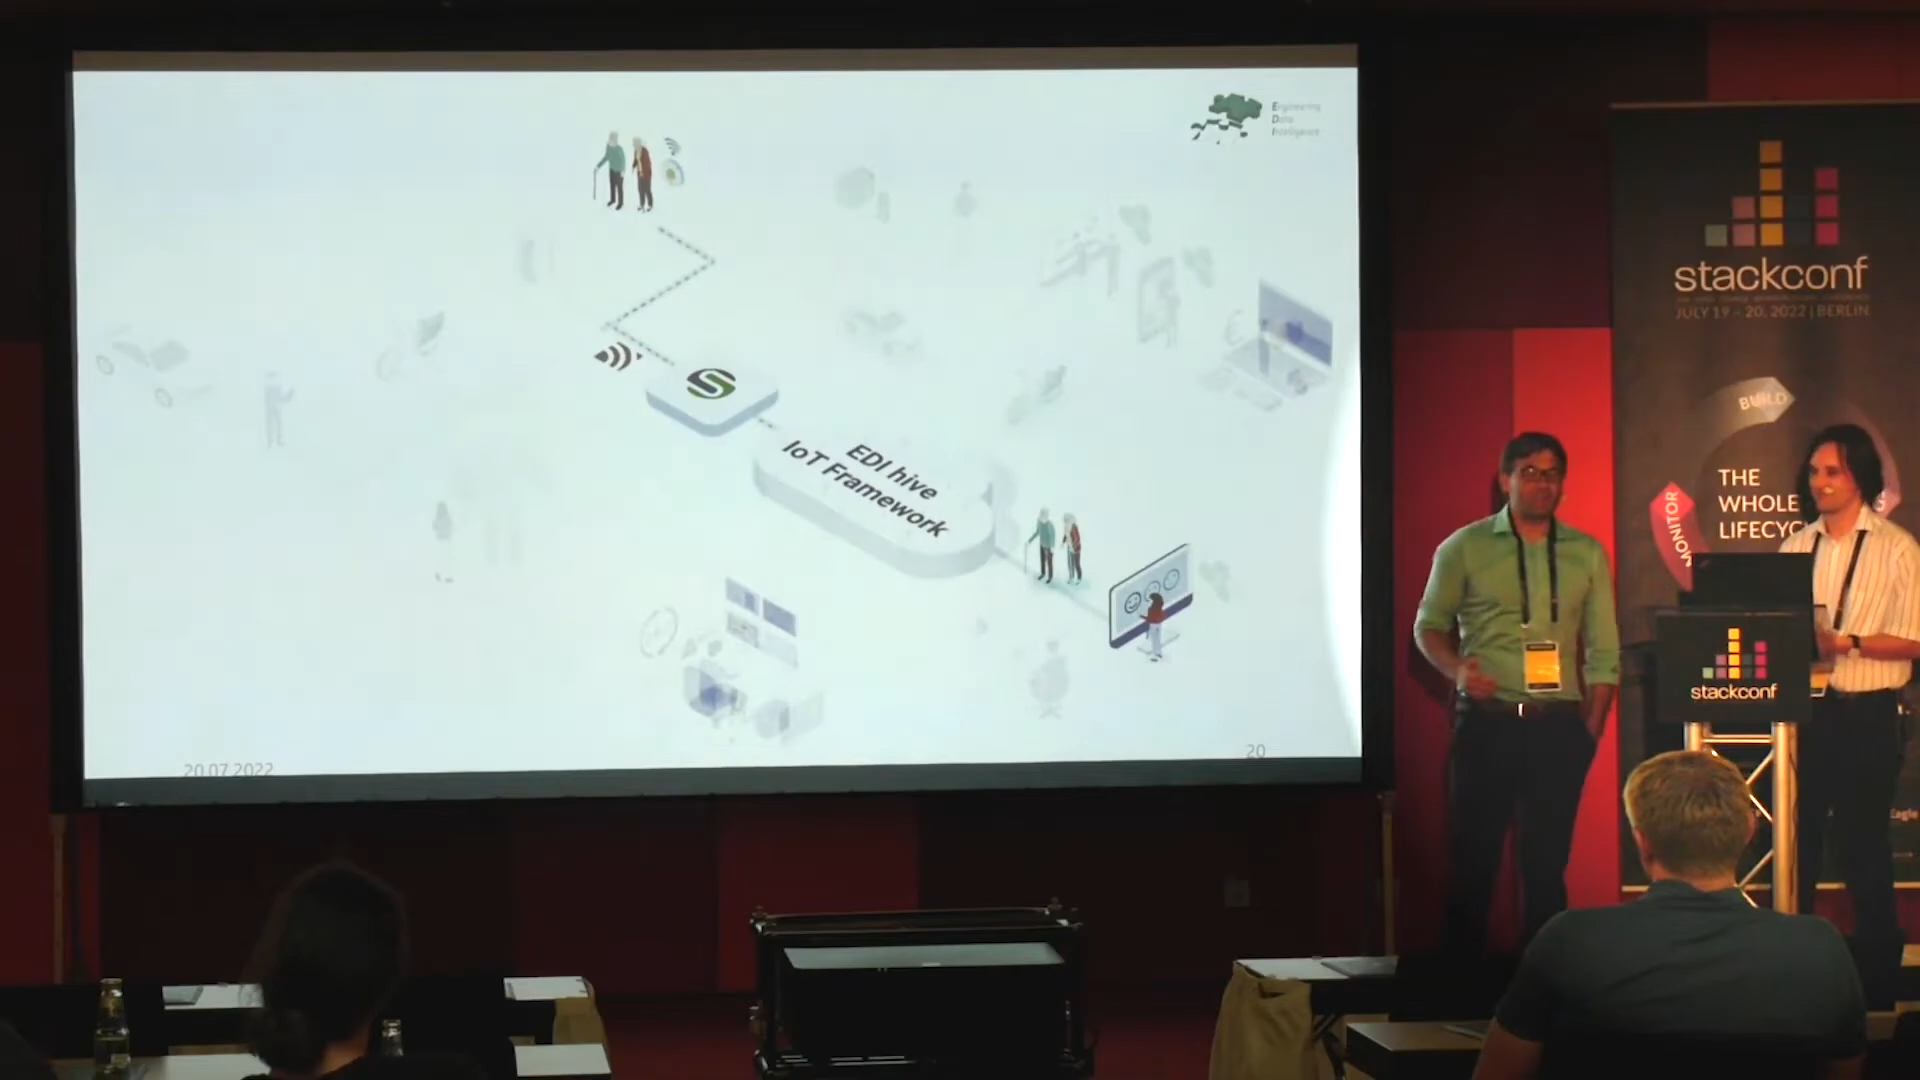 Engineering
Data
Intelligence
EDI hive
IoT Framework
20.07.2022
20
stackconf
JULY 19 – 20, 2022 | BERLIN
BUILD
MONITOR
THE
WHOLE
LIFECYC
stackconf
Eagle